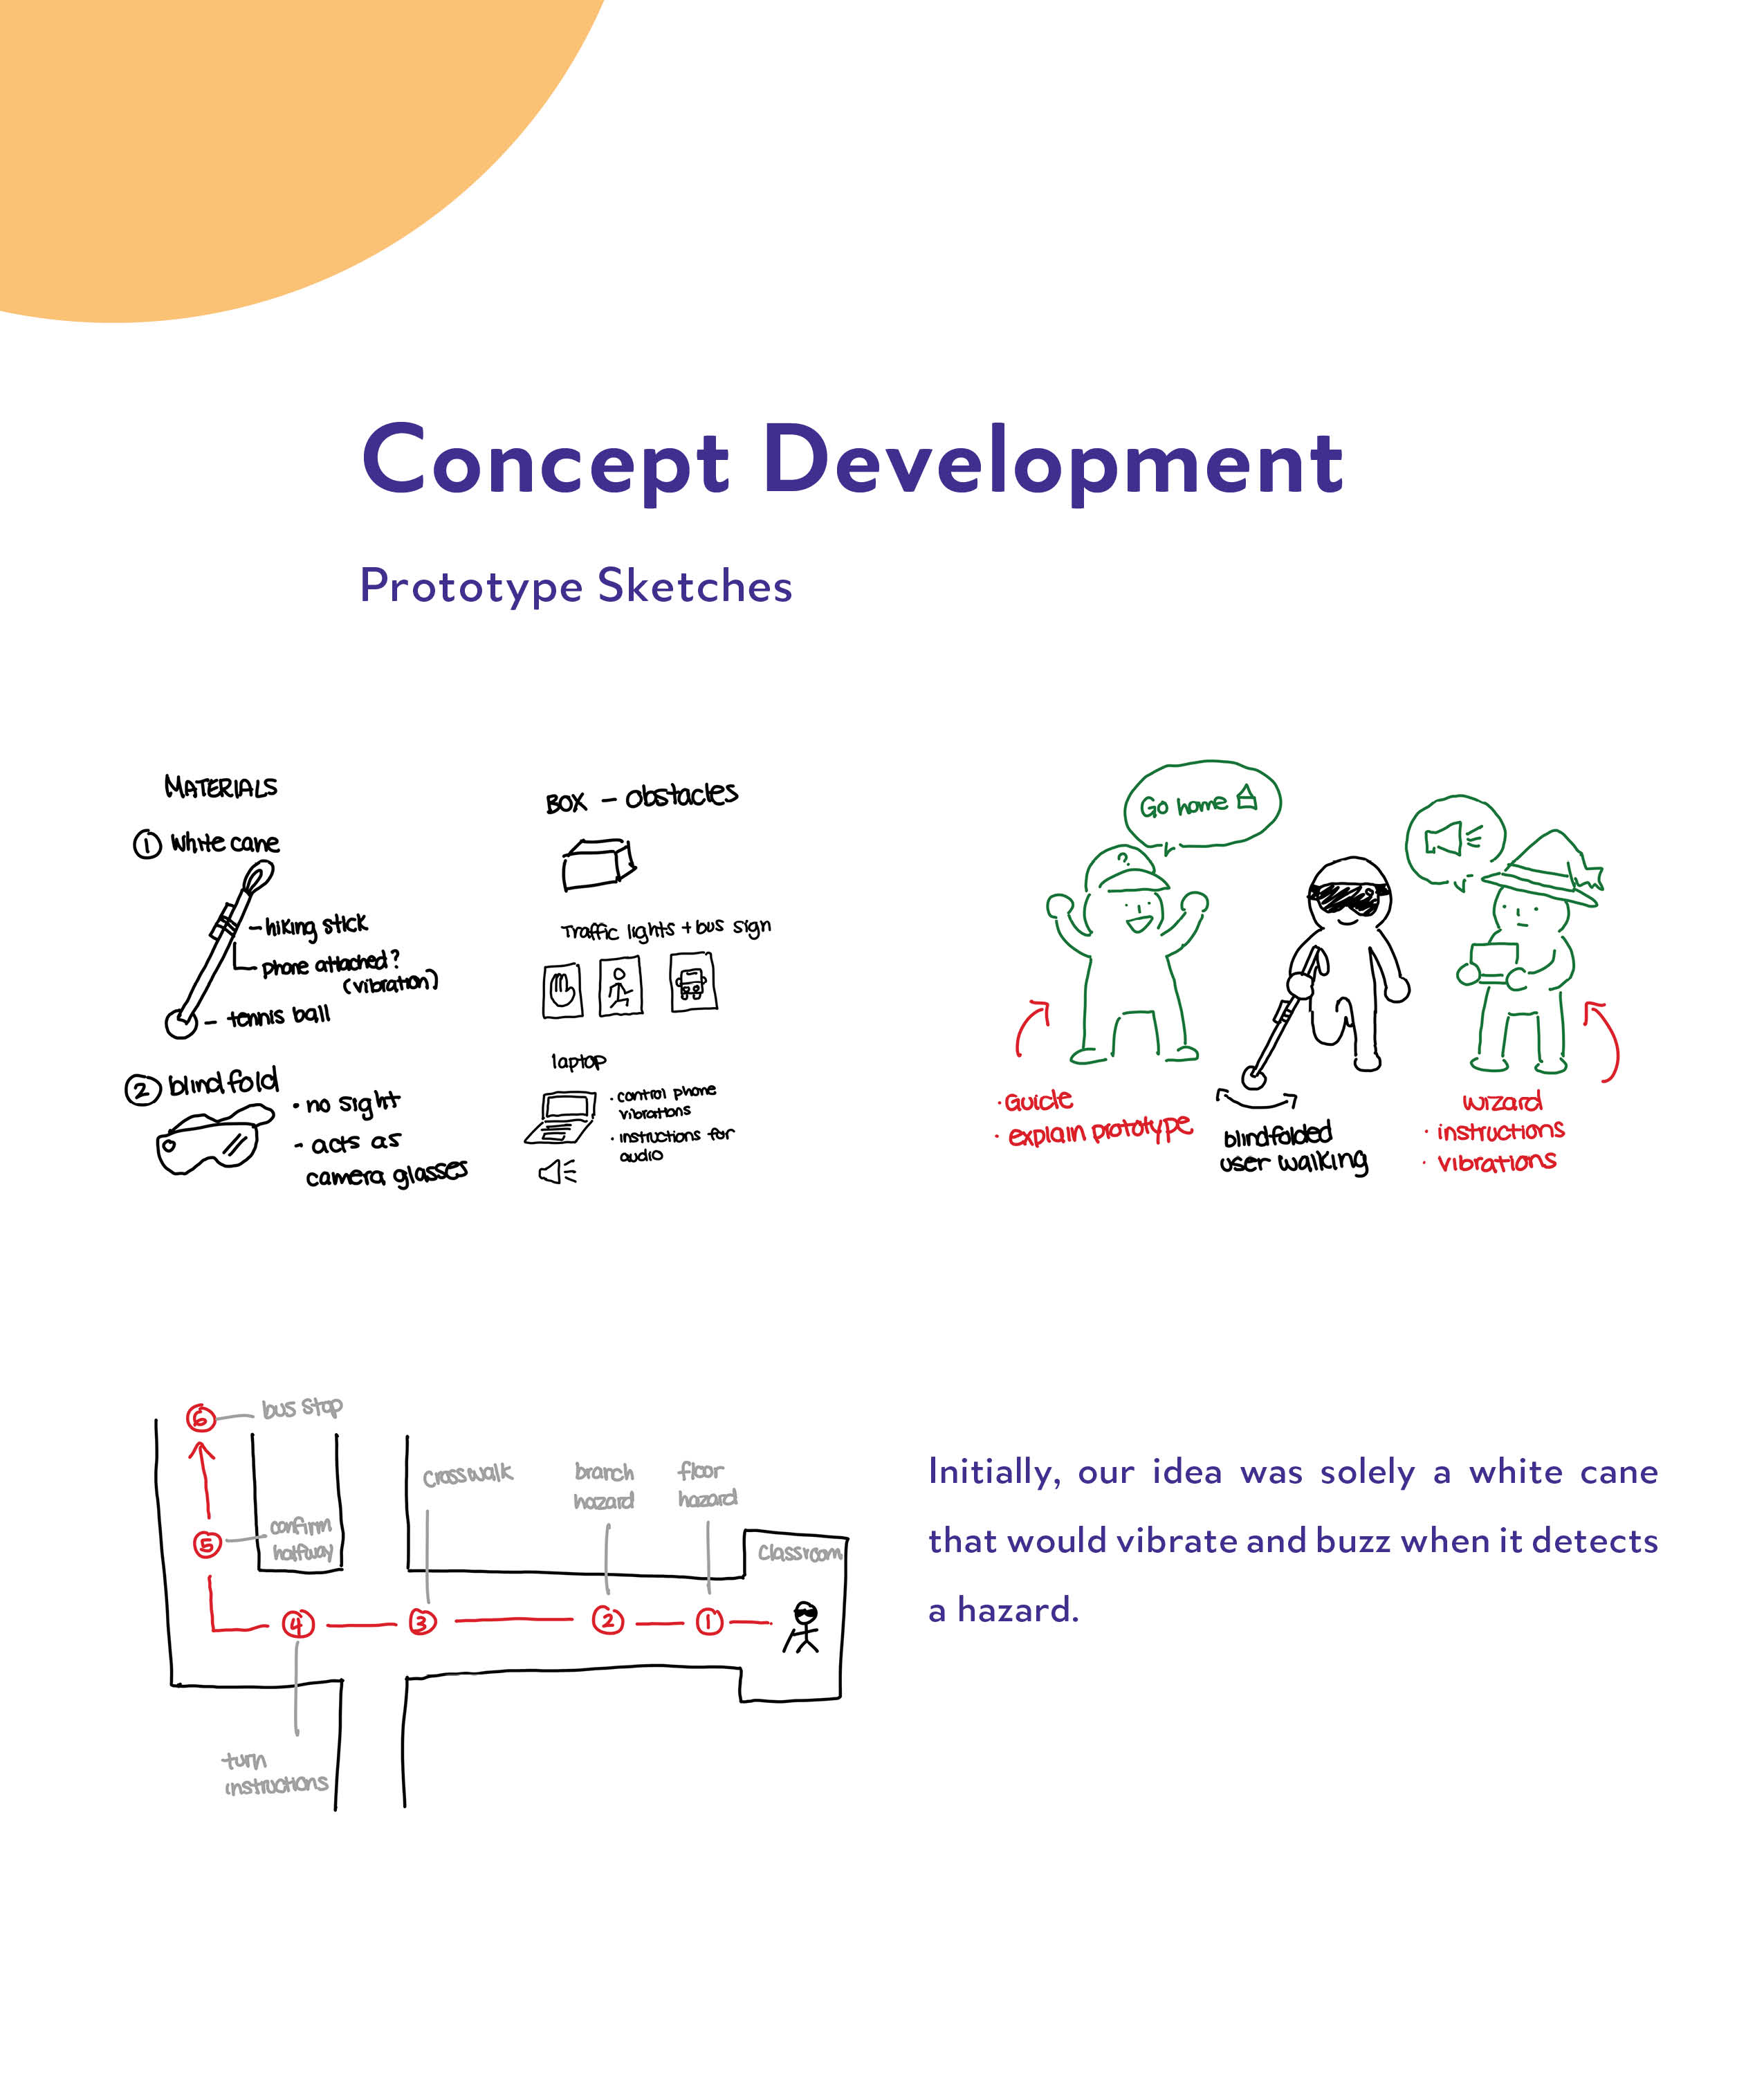 Concept Development
Prototype Sketches
MATERIALS
1 white cane
- hiking stick
phone attached?
(vibration)
- tennis ball
2 blindfold
· no sight
- acts as
camera glasses
BOX - obstacles
Traffic lights + bus sign
laptop
· control phone
vibrations
· instructions for
audio
Go home
?
· Guide
· explain prototype
blindfolded
user walking
wizard
· instructions
· vibrations
6 bus stop
crosswalk
branch
hazard
floor
hazard
5 confirm
halfway
classroom
4
3
2
1
turn
instructions
Initially, our idea was solely a white cane
that would vibrate and buzz when it detects
a hazard.